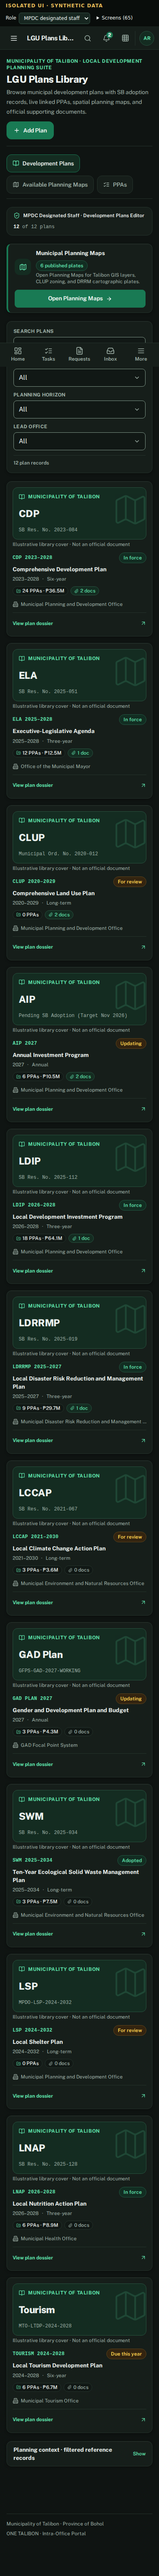 ISOLATED UI · SYNTHETIC DATA
Role MFDC designated staff ▸ Screens (65)
LGU Plans Lib... 2 AR
MUNICIPALITY OF TALIBON · LOCAL DEVELOPMENT
PLANNING SUITE
LGU Plans Library
Municipal database of 12 development plans with SB
adoption records, live linked PPAs, spatial planning maps, and
official supporting documents.
+ Add Plan
Development Plans
Available Planning Maps
PPAs
MFDC Designated Staff · Development Plans Editor
12 of 12 plans
Municipal Planning Maps
6 published plates
Open Planning Maps for Talibon GIS layers,
CLUP zoning, and DRRM cartographic plates.
Open Planning Maps →
SEARCH PLANS
Home
Tasks
Requests
Inbox
More
All
PLANNING HORIZON
All
LEAD OFFICE
All
12 plan records
MUNICIPALITY OF TALIBON
CDP
SB Res. No. 2023-084
Illustrative library cover · Not an official document
CDP 2023-2028
In force
Comprehensive Development Plan
2023–2028 · Six-year
24 PPAs · ₱36.5M
2 docs
Municipal Planning and Development Office
View plan dossier
MUNICIPALITY OF TALIBON
ELA
SB Res. No. 2025-051
Illustrative library cover · Not an official document
ELA 2025-2028
In force
Executive-Legislative Agenda
2025–2028 · Three-year
12 PPAs · ₱12.5M
1 doc
Office of the Municipal Mayor
View plan dossier
MUNICIPALITY OF TALIBON
CLUP
Municipal Ord. No. 2020-012
Illustrative library cover · Not an official document
CLUP 2020-2029
For review
Comprehensive Land Use Plan
2020–2029 · Long-term
0 PPAs
2 docs
Municipal Planning and Development Office
View plan dossier
MUNICIPALITY OF TALIBON
AIP
Pending SB Adoption (Target Nov 2026)
Illustrative library cover · Not an official document
AIP 2027
Updating
Annual Investment Program
2027 · Annual
6 PPAs · ₱10.5M
2 docs
Municipal Planning and Development Office
View plan dossier
MUNICIPALITY OF TALIBON
LDIP
SB Res. No. 2025-112
Illustrative library cover · Not an official document
LDIP 2026-2028
In force
Local Development Investment Program
2026–2028 · Three-year
18 PPAs · ₱64.1M
1 doc
Municipal Planning and Development Office
View plan dossier
MUNICIPALITY OF TALIBON
LDRRMP
SB Res. No. 2025-019
Illustrative library cover · Not an official document
LDRRMP 2025-2027
In force
Local Disaster Risk Reduction and Management
Plan
2025–2027 · Three-year
9 PPAs · ₱29.7M
1 doc
Municipal Disaster Risk Reduction and Management ...
View plan dossier
MUNICIPALITY OF TALIBON
LCCAP
SB Res. No. 2021-067
Illustrative library cover · Not an official document
LCCAP 2021-2030
For review
Local Climate Change Action Plan
2021–2030 · Long-term
3 PPAs · ₱3.6M
0 docs
Municipal Environment and Natural Resources Office
View plan dossier
MUNICIPALITY OF TALIBON
GAD Plan
GFPS-GAD-2027-WORKING
Illustrative library cover · Not an official document
GAD PLAN 2027
Updating
Gender and Development Plan and Budget
2027 · Annual
3 PPAs · ₱4.3M
0 docs
GAD Focal Point System
View plan dossier
MUNICIPALITY OF TALIBON
SWM
SB Res. No. 2025-034
Illustrative library cover · Not an official document
SWM 2025-2034
Adopted
Ten-Year Ecological Solid Waste Management
Plan
2025–2034 · Long-term
3 PPAs · ₱7.5M
0 docs
Municipal Environment and Natural Resources Office
View plan dossier
MUNICIPALITY OF TALIBON
LSP
MPDO-LSP-2024-2032
Illustrative library cover · Not an official document
LSP 2024-2032
For review
Local Shelter Plan
2024–2032 · Long-term
0 PPAs
0 docs
Municipal Planning and Development Office
View plan dossier
MUNICIPALITY OF TALIBON
LNAP
SB Res. No. 2025-128
Illustrative library cover · Not an official document
LNAP 2026-2028
In force
Local Nutrition Action Plan
2026–2028 · Three-year
6 PPAs · ₱8.9M
0 docs
Municipal Health Office
View plan dossier
MUNICIPALITY OF TALIBON
Tourism
MTO-LTDP-2024-2028
Illustrative library cover · Not an official document
TOURISM 2024-2028
Due this year
Local Tourism Development Plan
2024–2028 · Six-year
6 PPAs · ₱6.7M
0 docs
Municipal Tourism Office
View plan dossier
Planning context · filtered reference
records
Show
Municipality of Talibon · Province of Bohol
ONE TALIBON · Intra-Office Portal